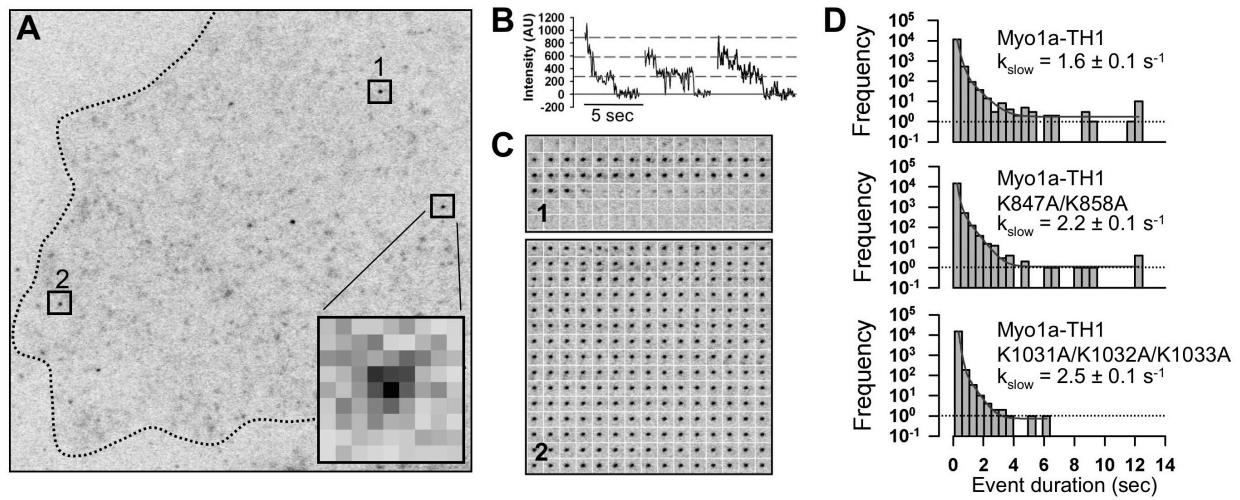 A
1
2
B
Intensity (AU)
1200
1000
800
600
400
200
0
-200
5 sec
C
1
2
D
Frequency
10⁵
10⁴
10³
10²
10¹
10⁰
10⁻¹
Myo1a-TH1
kslow = 1.6 ± 0.1 s⁻¹
Frequency
10⁵
10⁴
10³
10²
10¹
10⁰
10⁻¹
Myo1a-TH1
K847A/K858A
kslow = 2.2 ± 0.1 s⁻¹
Frequency
10⁵
10⁴
10³
10²
10¹
10⁰
10⁻¹
Myo1a-TH1
K1031A/K1032A/K1033A
kslow = 2.5 ± 0.1 s⁻¹
0 2 4 6 8 10 12 14
Event duration (sec)